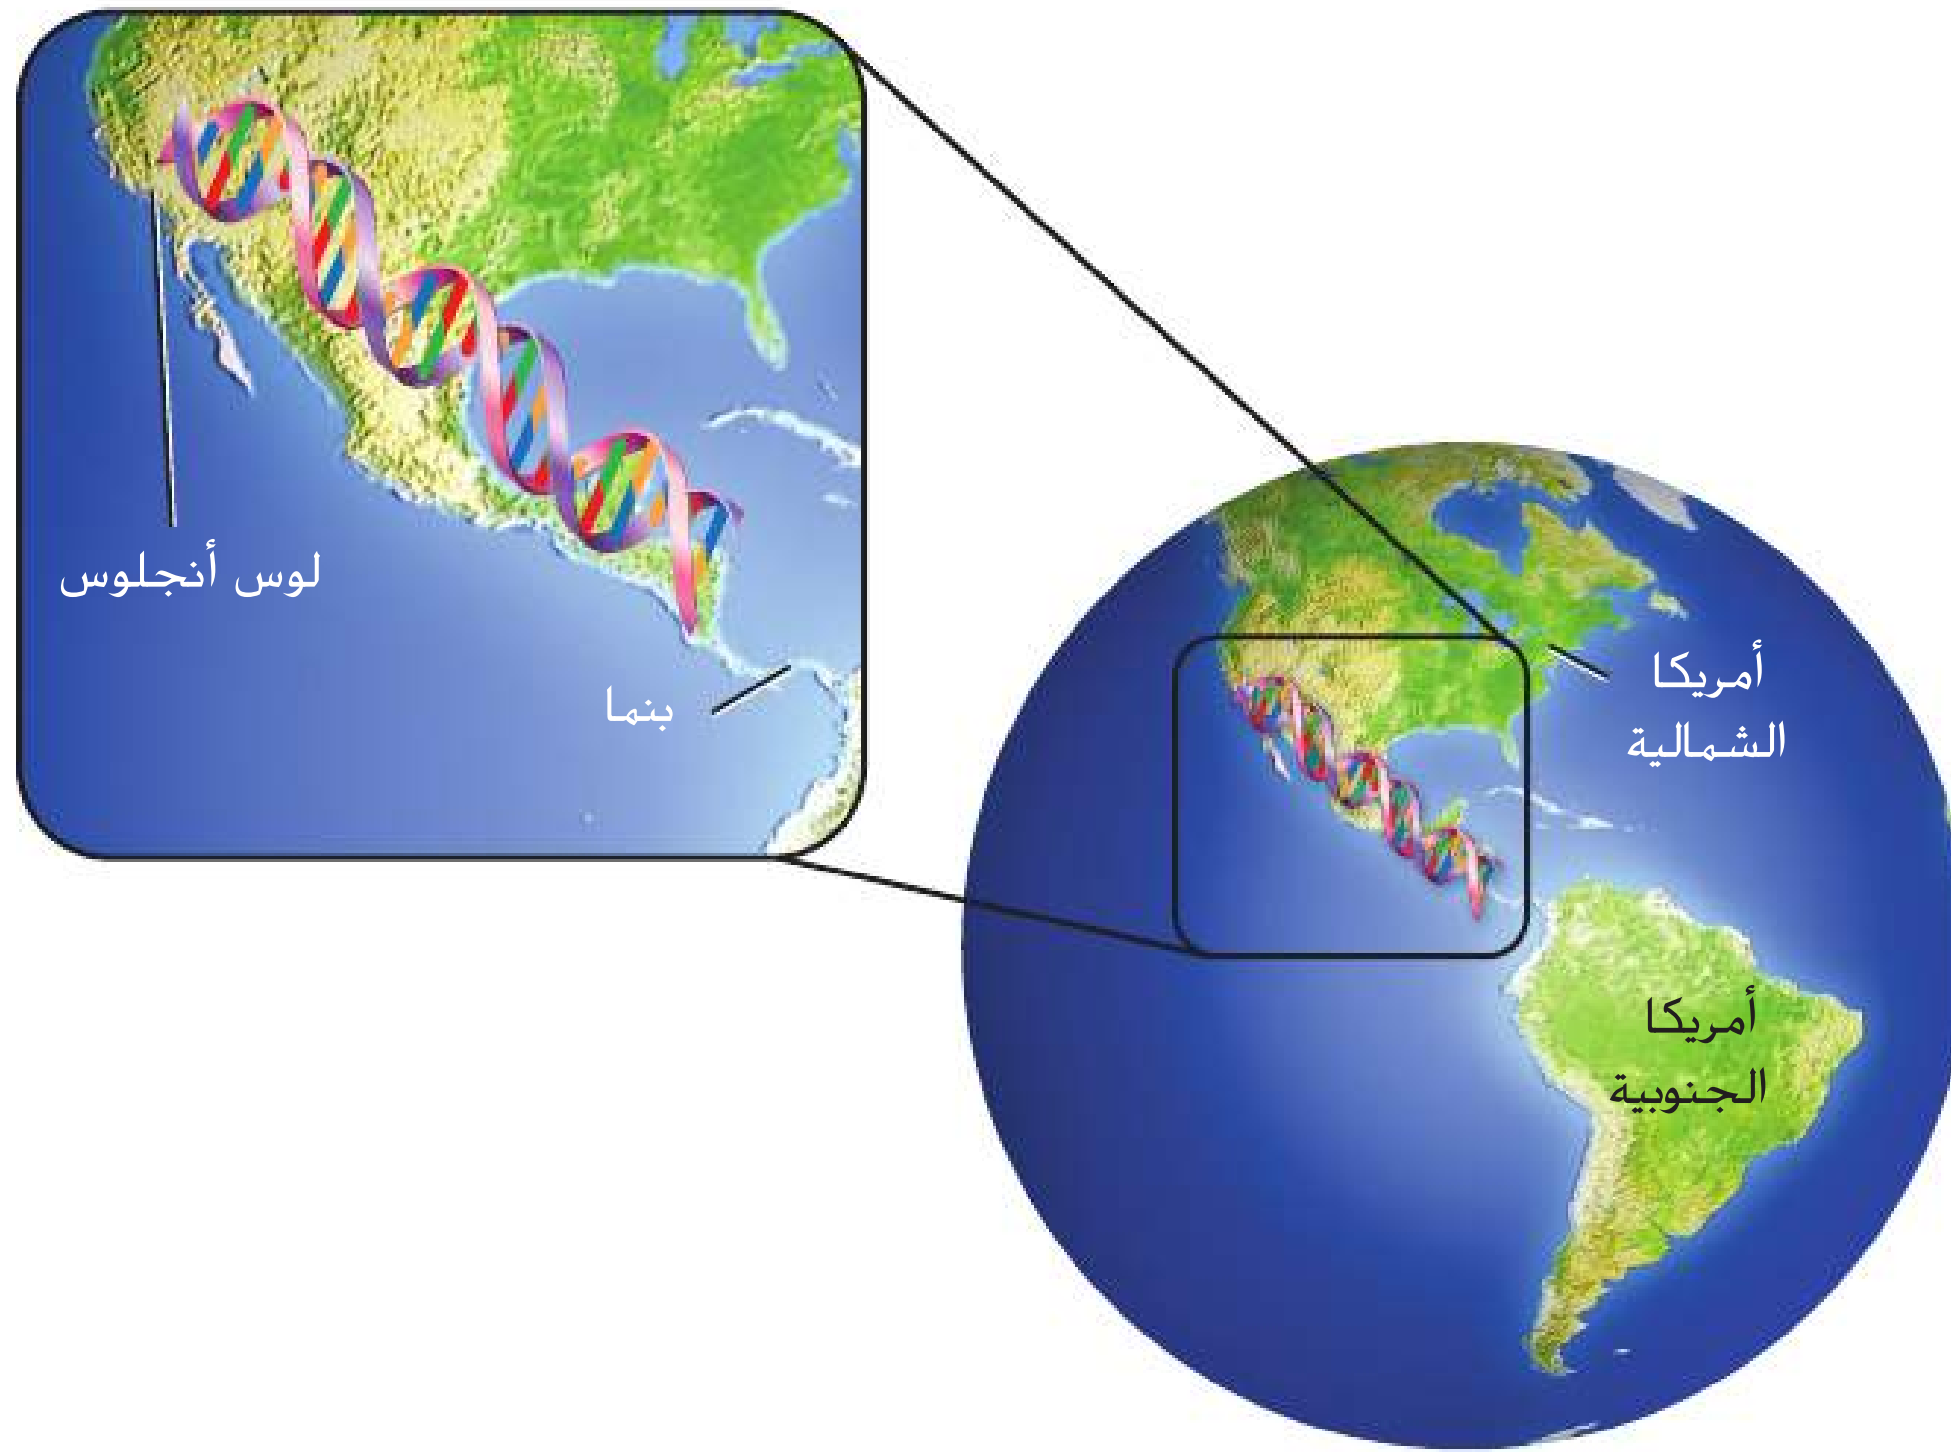 لوس أنجلوس
بنما
أمريكا
الشمالية
أمريكا
الجنوبية